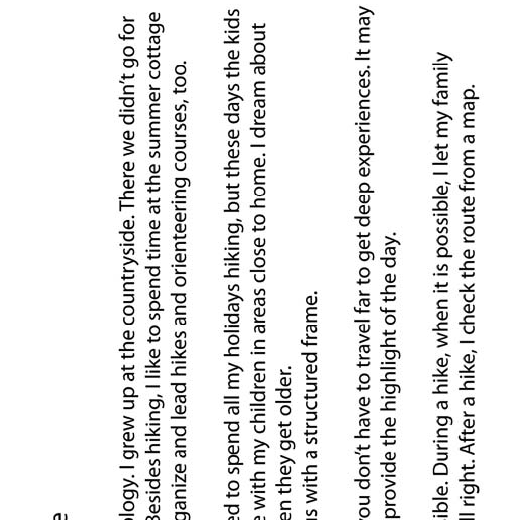 e
ology. I grew up at the countryside. There we didn't go for
Besides hiking, I like to spend time at the summer cottage
ganize and lead hikes and orienteering courses, too.
ed to spend all my holidays hiking, but these days the kids
e with my children in areas close to home. I dream about
en they get older.
us with a structured frame.
you don't have to travel far to get deep experiences. It may
provide the highlight of the day.
ible. During a hike, when it is possible, I let my family
ll right. After a hike, I check the route from a map.